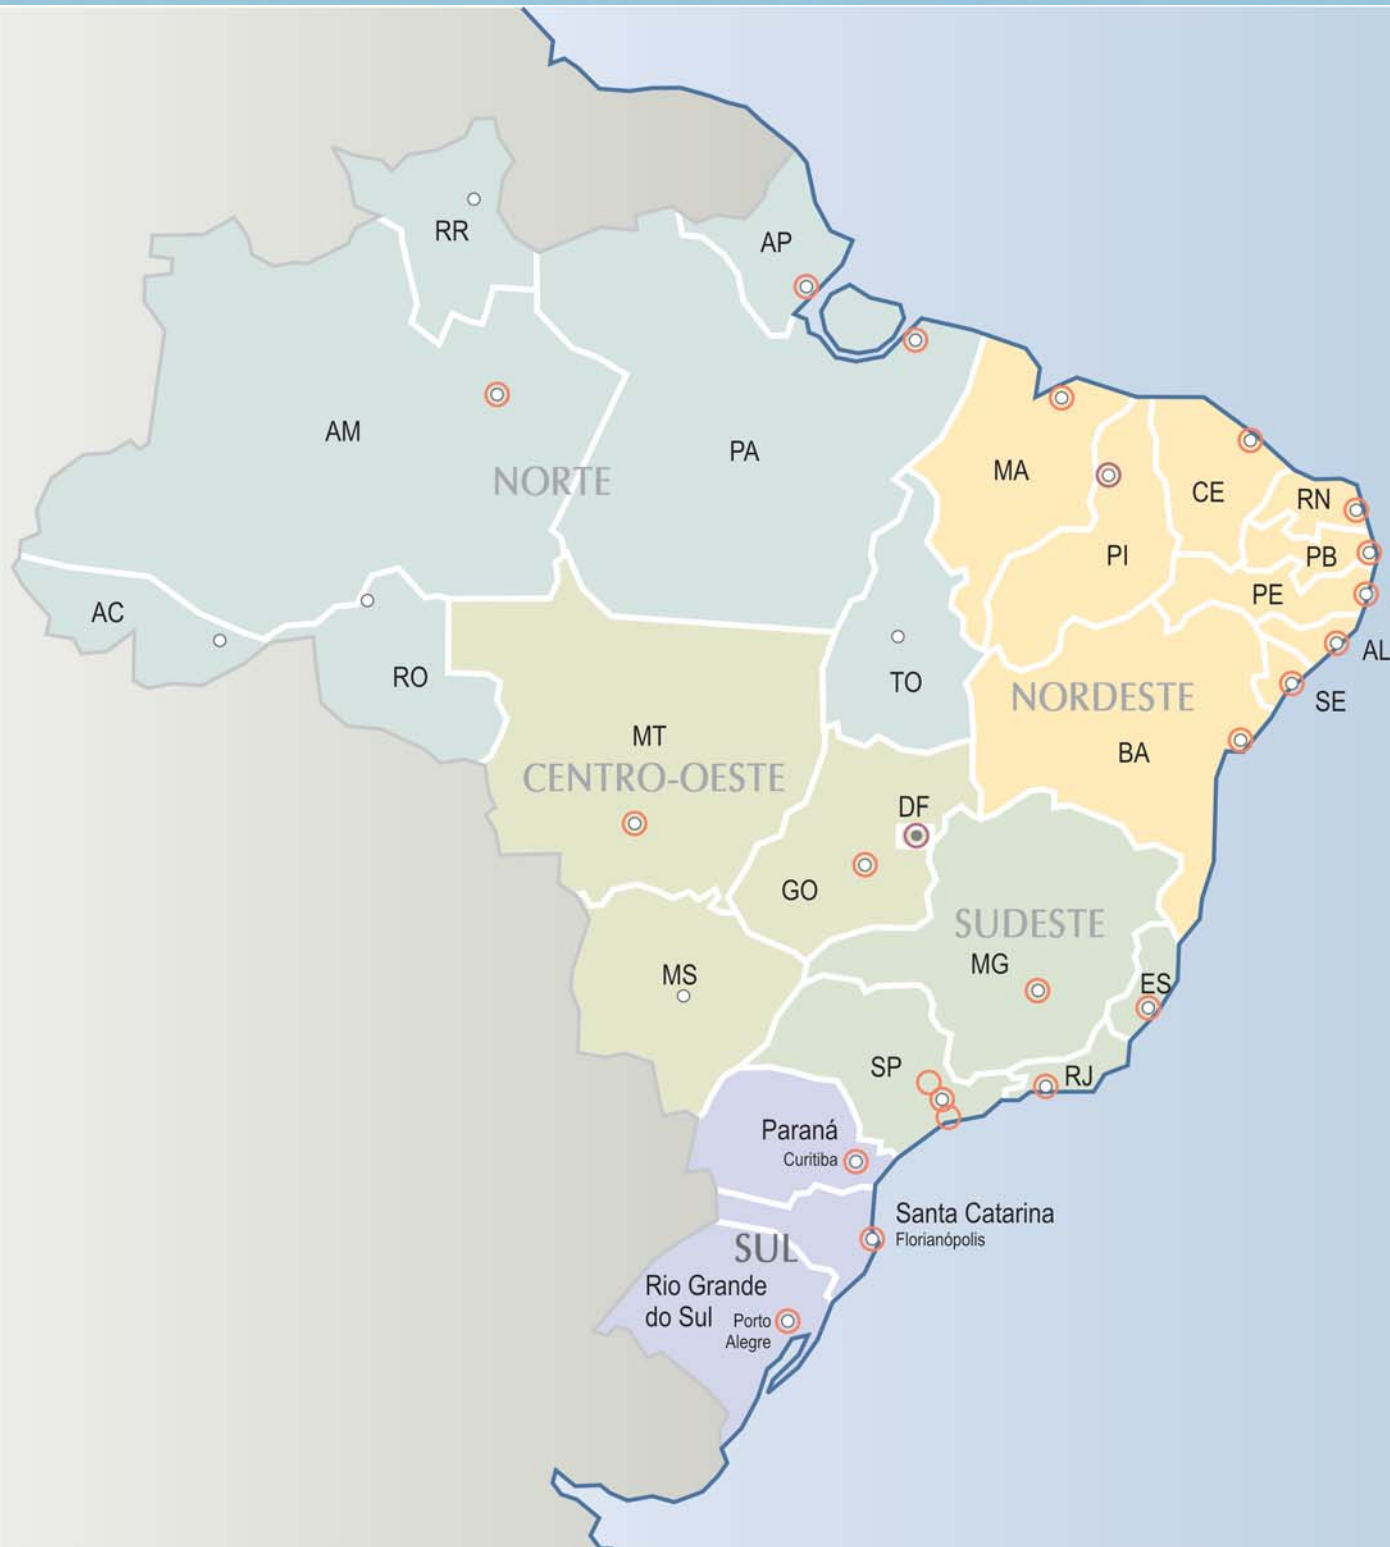 RR
AP
AM
NORTE
PA
MA
CE
RN
PI
PB
PE
AC
AL
RO
TO
NORDESTE
SE
MT
BA
CENTRO-OESTE
DF
GO
SUDESTE
MG
MS
ES
SP
RJ
Paraná
Curitiba
Santa Catarina
Florianópolis
SUL
Rio Grande
do Sul
Porto
Alegre